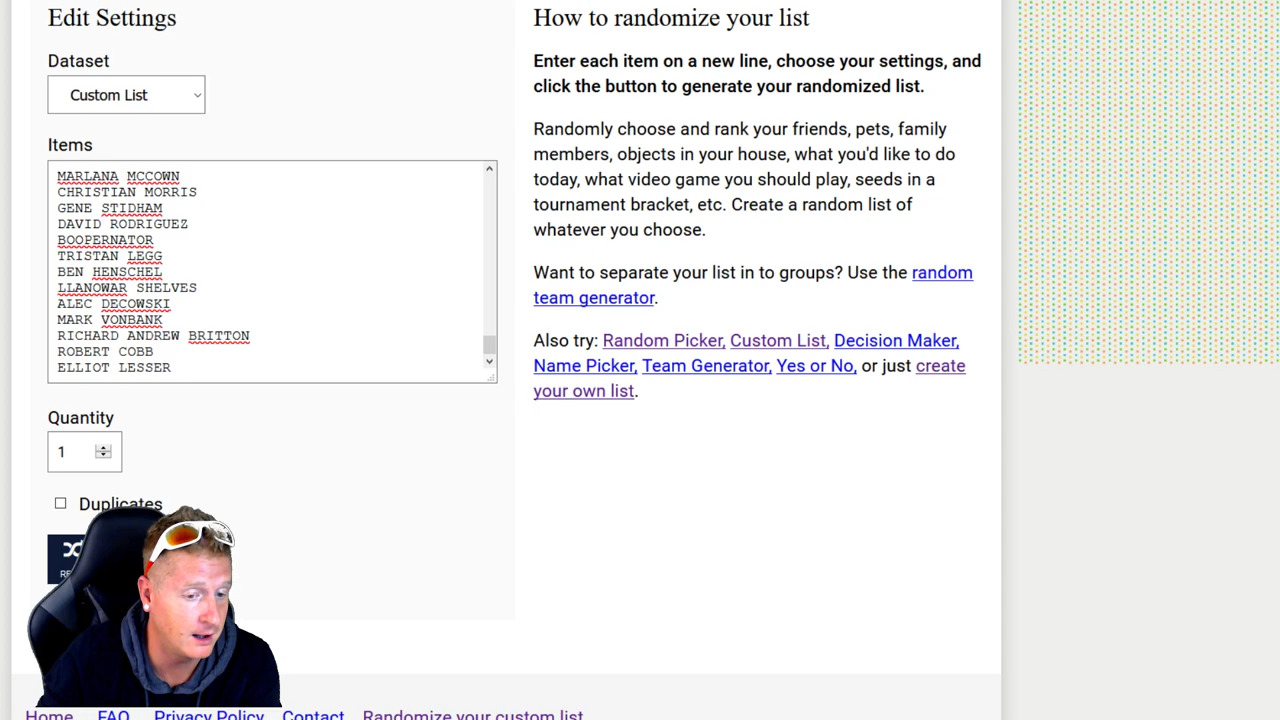 Edit Settings
Dataset
Custom List
Items
MARLANA MCCOWN
CHRISTIAN MORRIS
GENE STIDHAM
DAVID RODRIGUEZ
BOOPERNATOR
TRISTAN LEGG
BEN HENSCHEL
LLANOWAR SHELVES
ALEC DECOWSKI
MARK VONBANK
RICHARD ANDREW BRITTON
ROBERT COBB
ELLIOT LESSER
Quantity
1
Duplicates
How to randomize your list
Enter each item on a new line, choose your settings, and
click the button to generate your randomized list.
Randomly choose and rank your friends, pets, family
members, objects in your house, what you'd like to do
today, what video game you should play, seeds in a
tournament bracket, etc. Create a random list of
whatever you choose.
Want to separate your list in to groups? Use the random
team generator.
Also try: Random Picker, Custom List, Decision Maker,
Name Picker, Team Generator, Yes or No, or just create
your own list.
Home FAQ Privacy Policy Contact Randomize your custom list